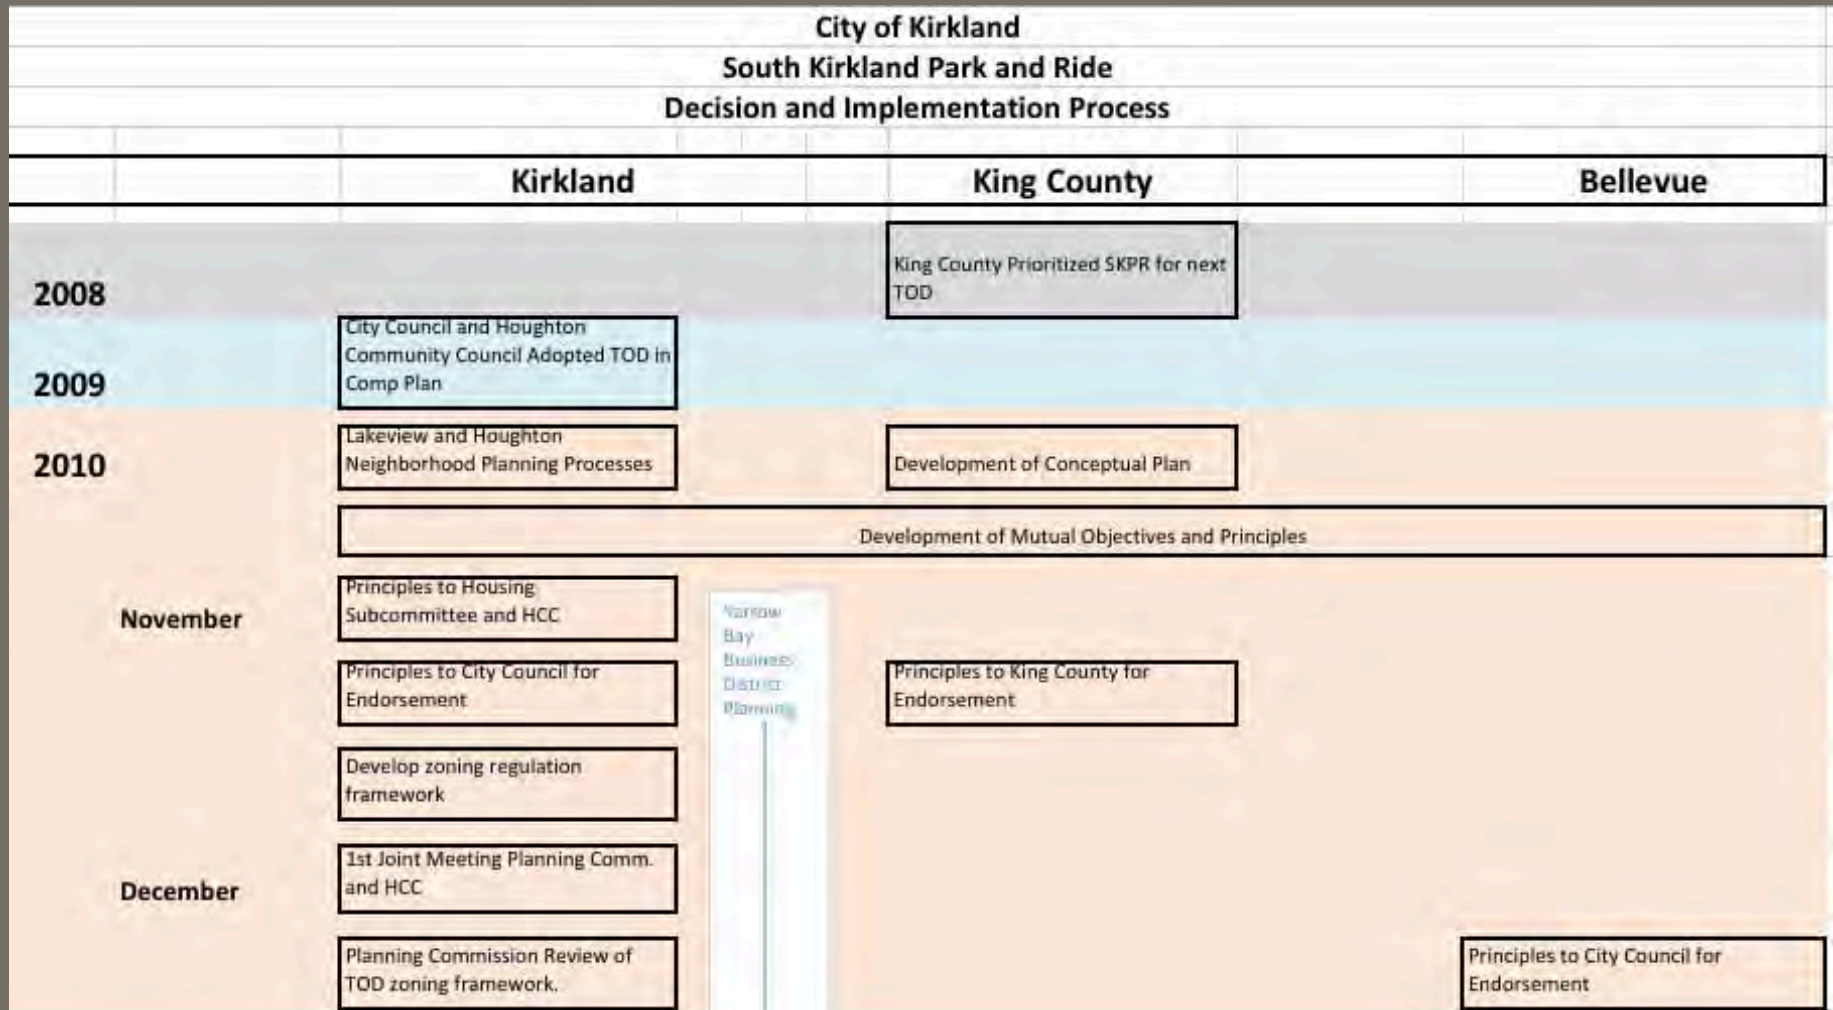 City of Kirkland
South Kirkland Park and Ride
Decision and Implementation Process
Kirkland
King County
Bellevue
2008
King County Prioritized SKPR for next
TOD
2009
City Council and Houghton
Community Council Adopted TOD in
Comp Plan
2010
Lakeview and Houghton
Neighborhood Planning Processes
Development of Conceptual Plan
Development of Mutual Objectives and Principles
November
Principles to Housing
Subcommittee and HCC
Yarrow
Bay
Business
District
Planning
Principles to City Council for
Endorsement
Principles to King County for
Endorsement
Develop zoning regulation
framework
December
1st Joint Meeting Planning Comm.
and HCC
Planning Commission Review of
TOD zoning framework.
Principles to City Council for
Endorsement